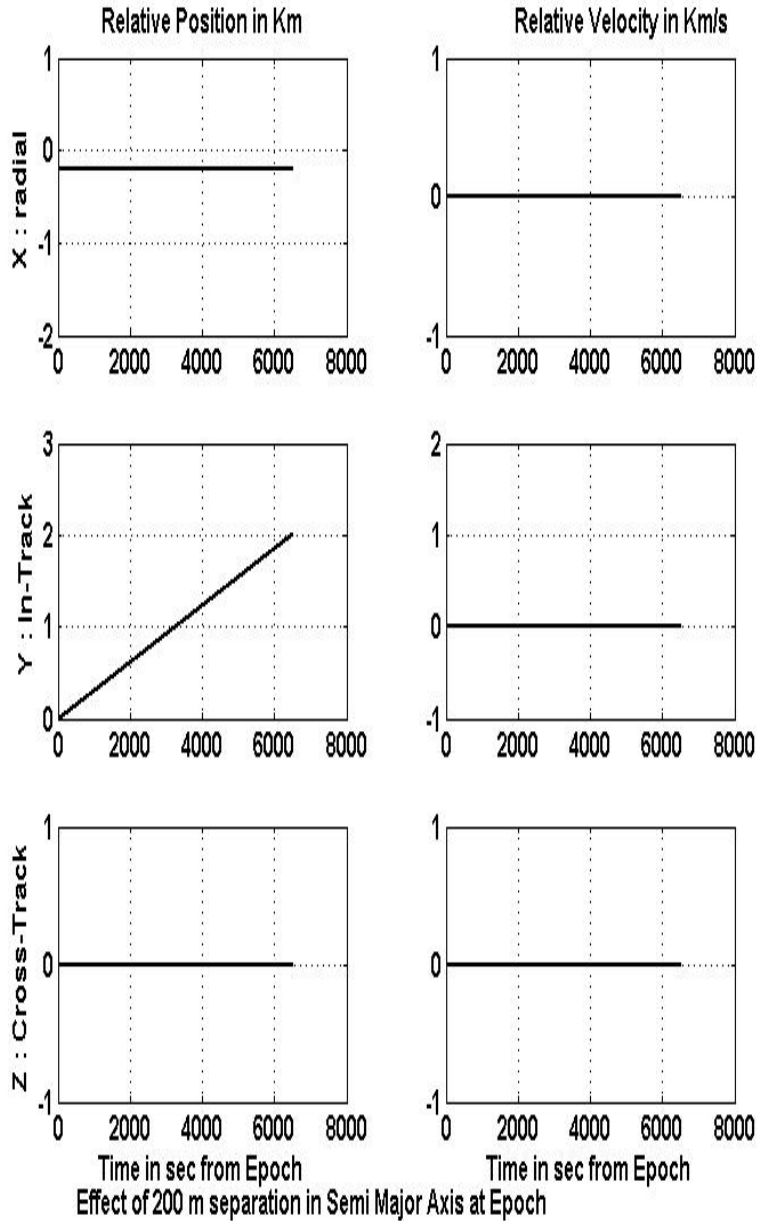 Relative Position in Km Relative Velocity in Km/s
1 1
0
X : radial
0
-1
-2 -1
0 2000 4000 6000 8000 0 2000 4000 6000 8000
3 2
2 1
Y : In-Track
1 0
0 -1
0 2000 4000 6000 8000 0 2000 4000 6000 8000
1 1
Z : Cross-Track
0 0
-1 -1
0 2000 4000 6000 8000 0 2000 4000 6000 8000
Time in sec from Epoch Time in sec from Epoch
Effect of 200 m separation in Semi Major Axis at Epoch